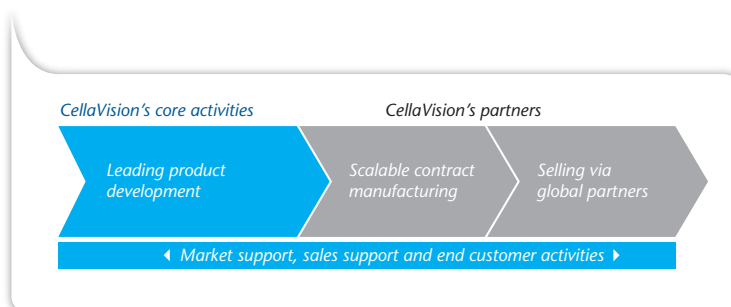 CellaVision's core activities
CellaVision's partners
Leading product
development
Scalable contract
manufacturing
Selling via
global partners
Market support, sales support and end customer activities